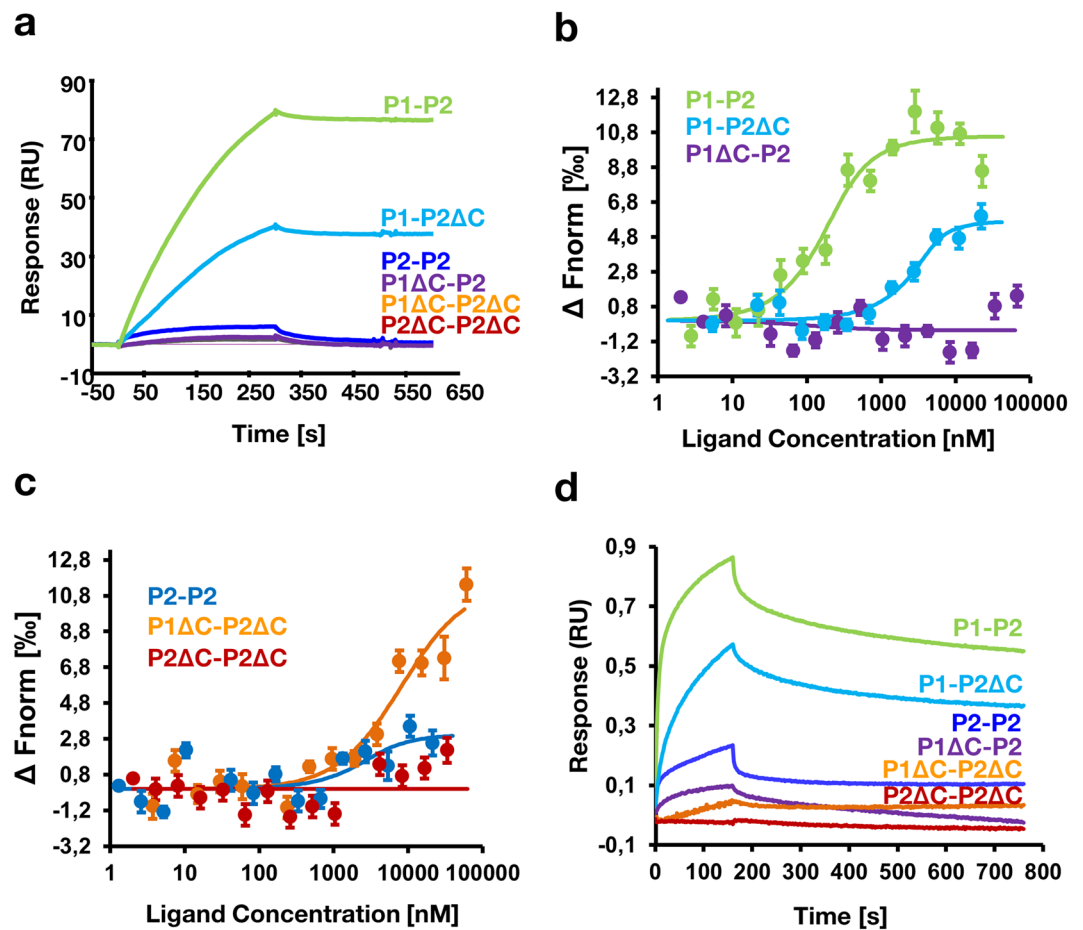 a
90
70
50
30
10
-10
-50
50
150
250
350
450
550
650
Response (RU)
Time [s]
P1-P2
P1-P2ΔC
P2-P2
P1ΔC-P2
P1ΔC-P2ΔC
P2ΔC-P2ΔC
b
12,8
10,8
8,8
6,8
4,8
2,8
0,8
-1,2
-3,2
1
10
100
1000
10000
100000
Δ Fnorm [‰]
Ligand Concentration [nM]
P1-P2
P1-P2ΔC
P1ΔC-P2
c
12,8
10,8
8,8
6,8
4,8
2,8
0,8
-1,2
-3,2
1
10
100
1000
10000
100000
Δ Fnorm [‰]
Ligand Concentration [nM]
P2-P2
P1ΔC-P2ΔC
P2ΔC-P2ΔC
d
0,9
0,7
0,5
0,3
0,1
-0,1
0
100
200
300
400
500
600
700
800
Response (RU)
Time [s]
P1-P2
P1-P2ΔC
P2-P2
P1ΔC-P2
P1ΔC-P2ΔC
P2ΔC-P2ΔC